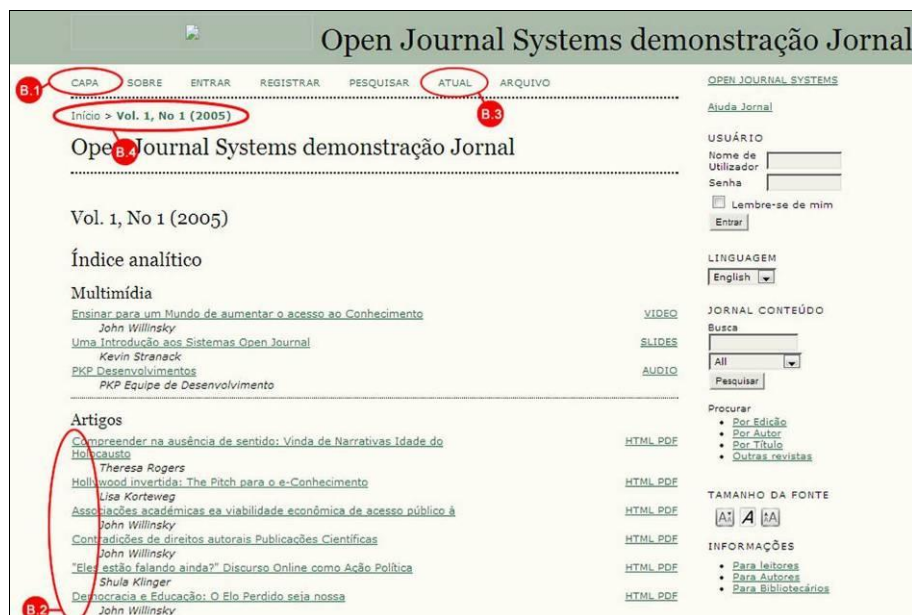 Open Journal Systems demonstração Jornal
CAPA SOBRE ENTRAR REGISTRAR PESQUISAR ATUAL ARQUIVO
B.1
B.3
Início > Vol. 1, No 1 (2005)
B.4
Open Journal Systems demonstração Jornal
Vol. 1, No 1 (2005)
Índice analítico
Multimídia
Ensinar para um Mundo de aumentar o acesso ao Conhecimento VIDEO
John Willinsky
Uma Introdução aos Sistemas Open Journal SLIDES
Kevin Stranack
PKP Desenvolvimentos AUDIO
PKP Equipe de Desenvolvimento
Artigos
Compreender na ausência de sentido: Vinda de Narrativas Idade do HTML PDF
Holocausto
Theresa Rogers
Hollywood invertida: The Pitch para o e-Conhecimento HTML PDF
Lisa Korteweg
Associações académicas ea viabilidade econômica de acesso público à HTML PDF
John Willinsky
Contradições de direitos autorais Publicações Científicas HTML PDF
John Willinsky
"Eles estão falando ainda?" Discurso Online como Ação Política HTML PDF
Shula Klinger
Democracia e Educação: O Elo Perdido seja nossa HTML PDF
John Willinsky
B.2
OPEN JOURNAL SYSTEMS
Ajuda Jornal
USUÁRIO
Nome de
Utilizador
Senha
Lembre-se de mim
Entrar
LINGUAGEM
English
JORNAL CONTEÚDO
Busca
All
Pesquisar
Procurar
Por Edição
Por Autor
Por Título
Outras revistas
TAMANHO DA FONTE
A A A
INFORMAÇÕES
Para leitores
Para Autores
Para Bibliotecários